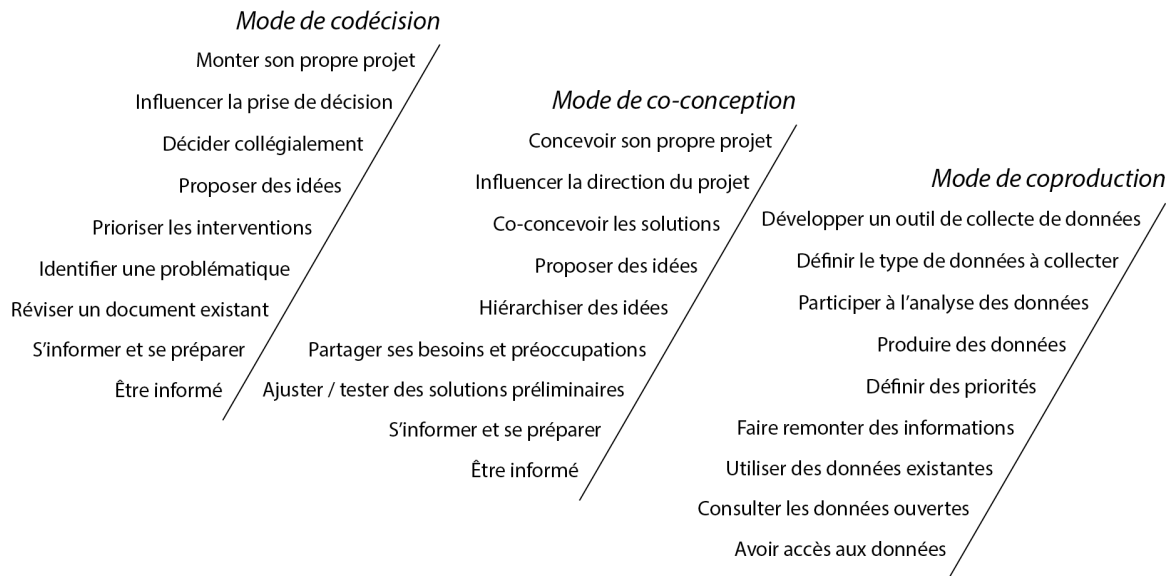 Mode de codécision
Monter son propre projet
Influencer la prise de décision
Décider collégialement
Proposer des idées
Prioriser les interventions
Identifier une problématique
Réviser un document existant
S’informer et se préparer
Être informé
Mode de co-conception
Concevoir son propre projet
Influencer la direction du projet
Co-concevoir les solutions
Proposer des idées
Hiérarchiser des idées
Partager ses besoins et préoccupations
Ajuster / tester des solutions préliminaires
S’informer et se préparer
Être informé
Mode de coproduction
Développer un outil de collecte de données
Définir le type de données à collecter
Participer à l’analyse des données
Produire des données
Définir des priorités
Faire remonter des informations
Utiliser des données existantes
Consulter les données ouvertes
Avoir accès aux données